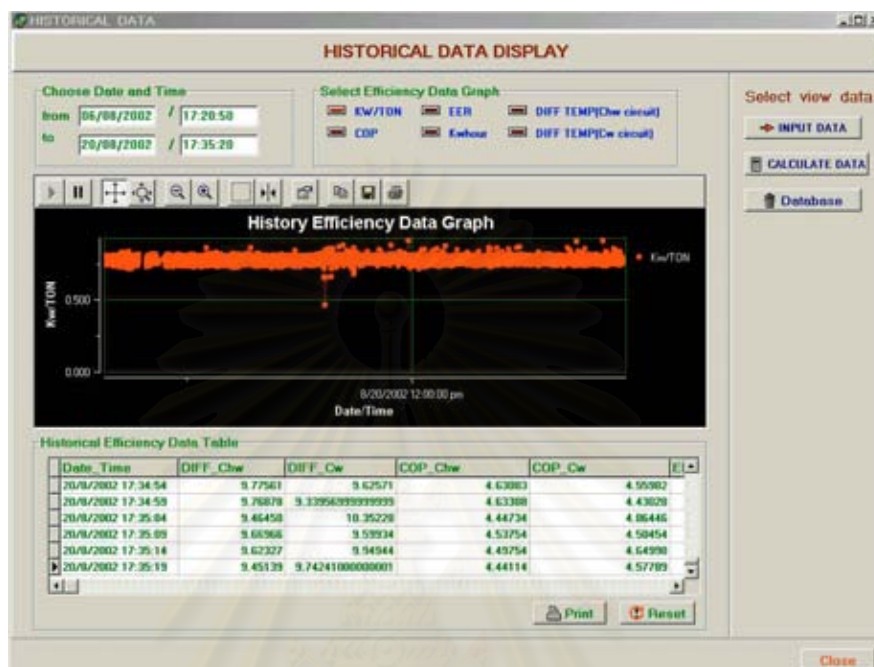 HISTORICAL DATA
HISTORICAL DATA DISPLAY
Choose Date and Time
from 06/08/2002 / 17:20:50
to 20/08/2002 / 17:35:20
Select Efficiency Data Graph
KW/TON EER DIFF TEMP(Chw circuit)
COP Kwhour DIFF TEMP(Cw circuit)
Select view data
INPUT DATA
CALCULATE DATA
Database
History Efficiency Data Graph
Kw/TON
0.500
0.000
Kw/TON
8/20/2002 12:00:00 pm
Date/Time
Historical Efficiency Data Table
Date_Time DIFF_Chw DIFF_Cw COP_Chw COP_Cw
20/8/2002 17:34:54 9.77561 9.62571 4.63083 4.55982
20/8/2002 17:34:59 9.76878 9.33956999999999 4.63308 4.43028
20/8/2002 17:35:04 9.46450 10.35220 4.44734 4.86446
20/8/2002 17:35:09 9.66966 9.59934 4.53754 4.50454
20/8/2002 17:35:14 9.62327 9.94944 4.49754 4.64998
20/8/2002 17:35:19 9.45139 9.74241000000001 4.44114 4.57789
Print Reset
Close